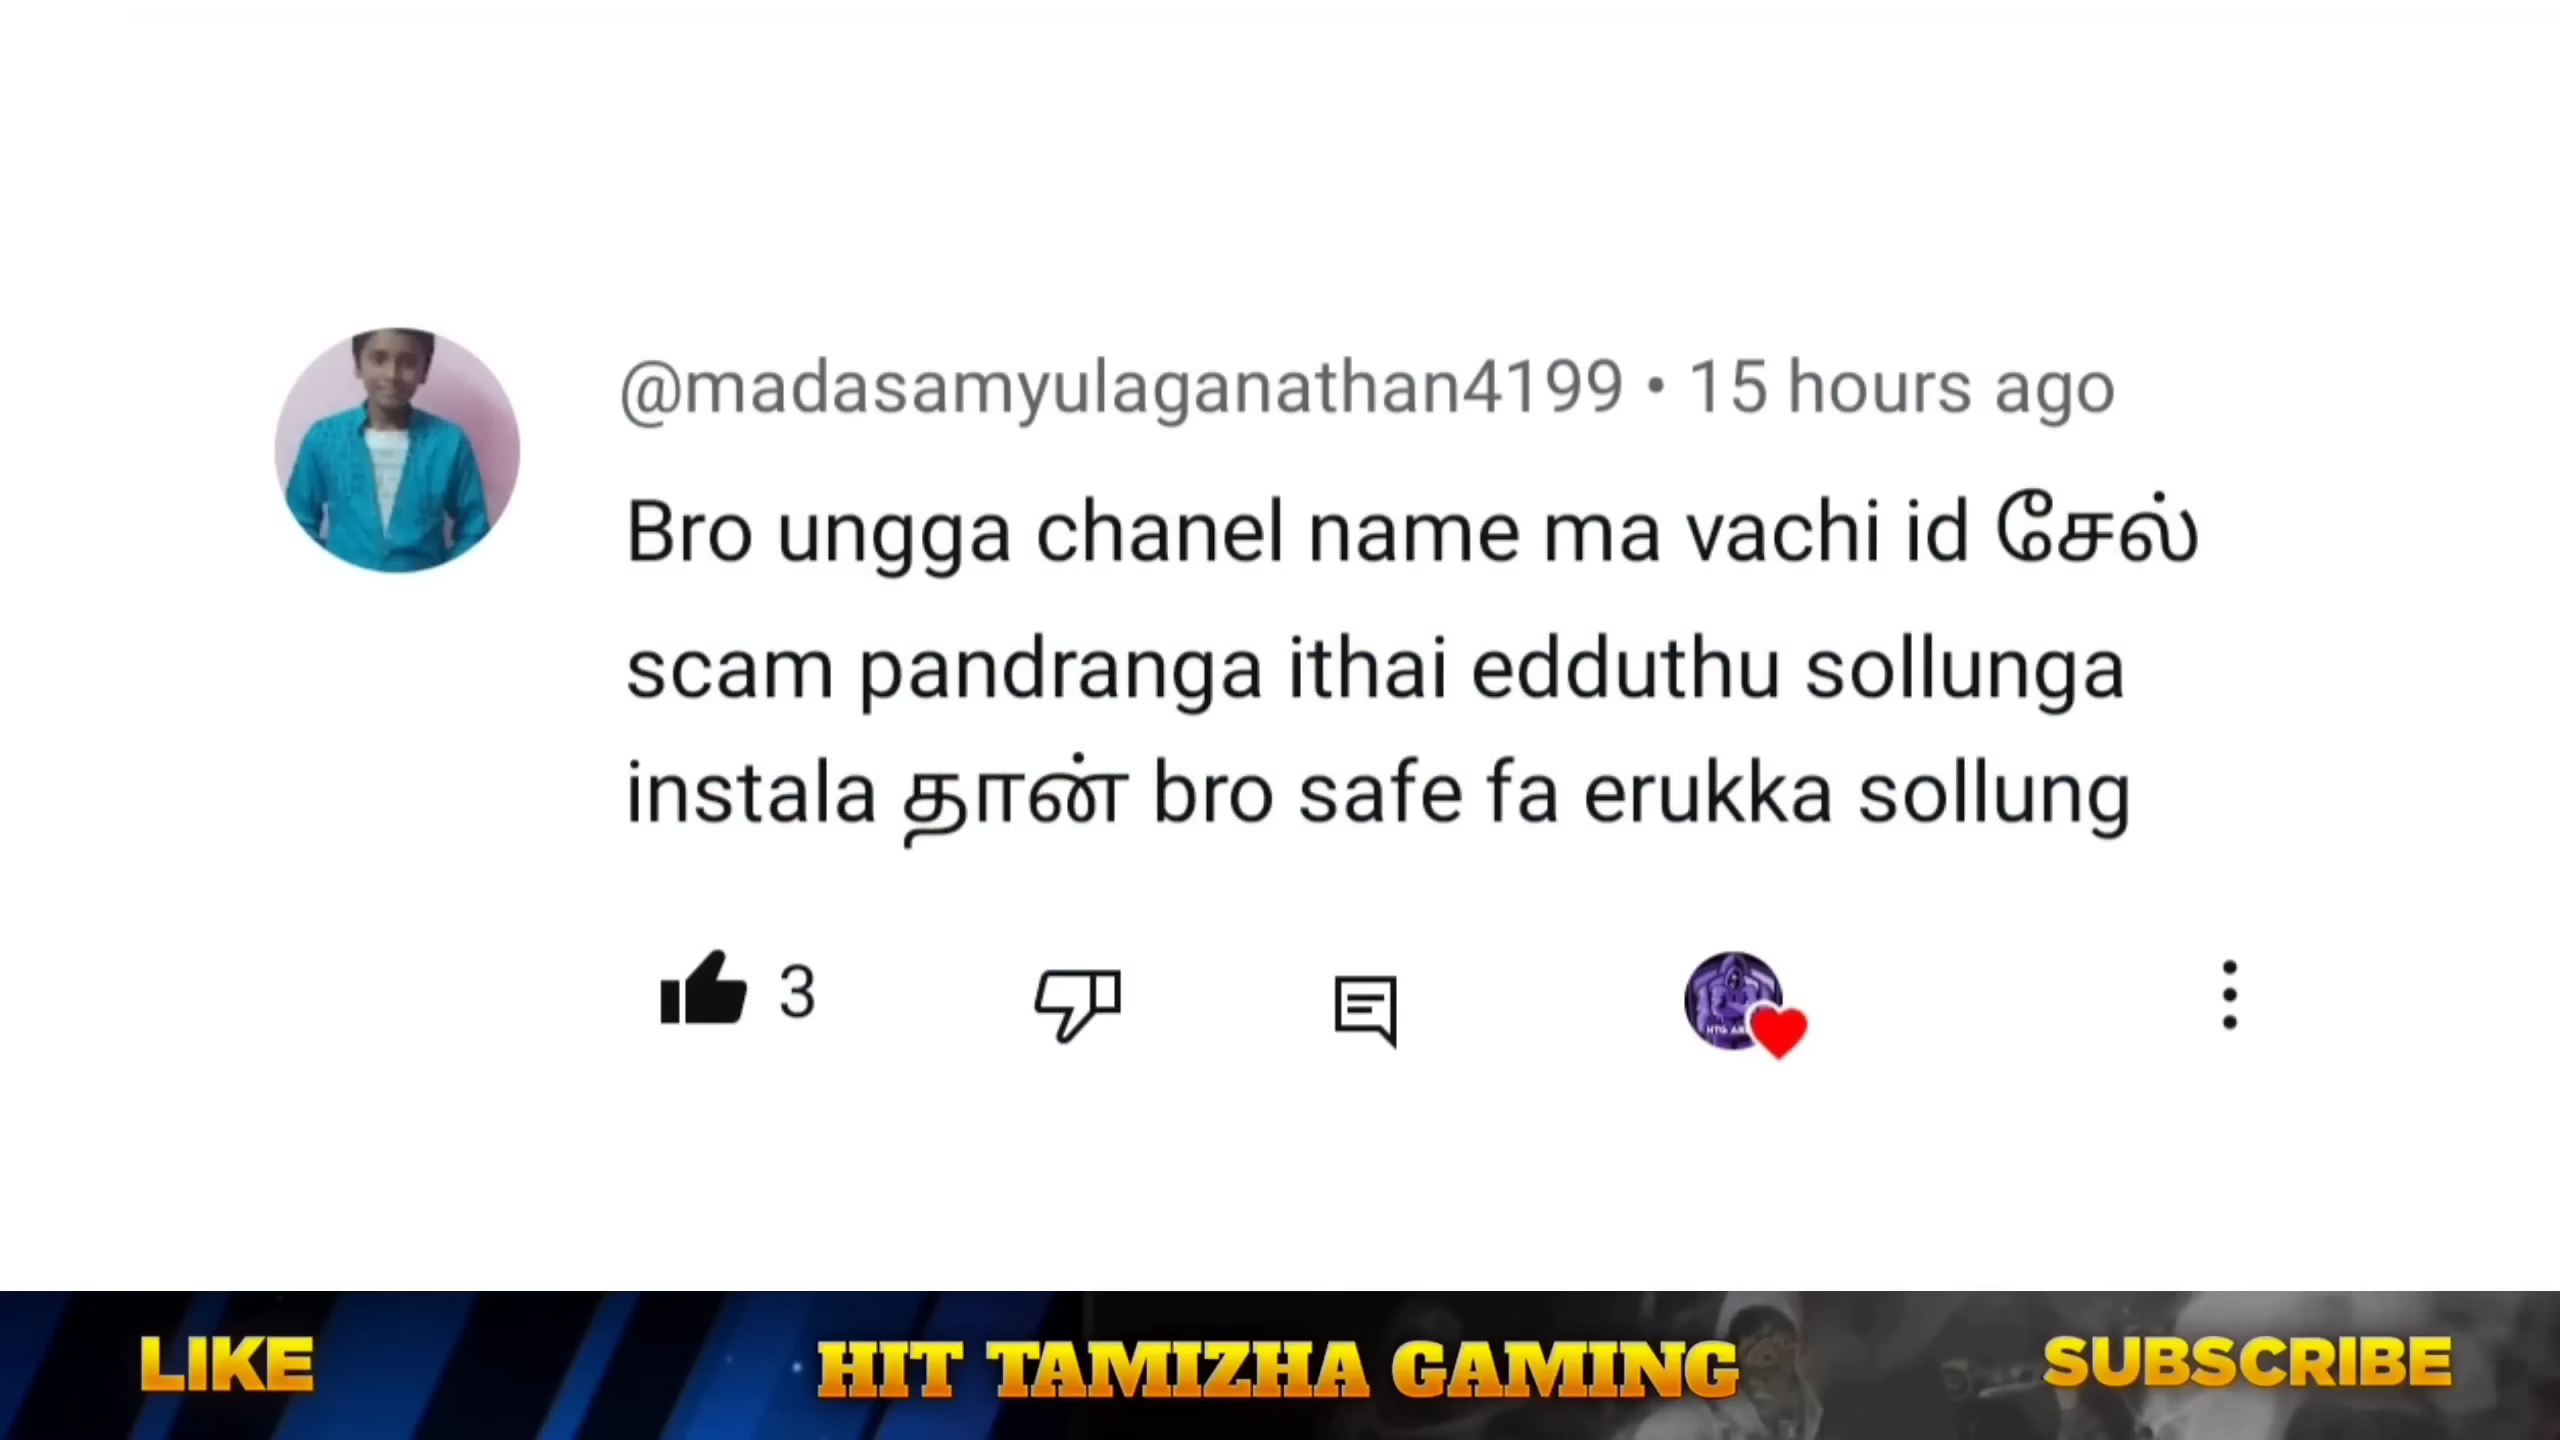 @madasamyulaganathan4199 • 15 hours ago
Bro ungga chanel name ma vachi id சேல்
scam pandranga ithai edduthu sollunga
instala தான் bro safe fa erukka sollung
3
LIKE
HIT TAMIZHA GAMING
SUBSCRIBE